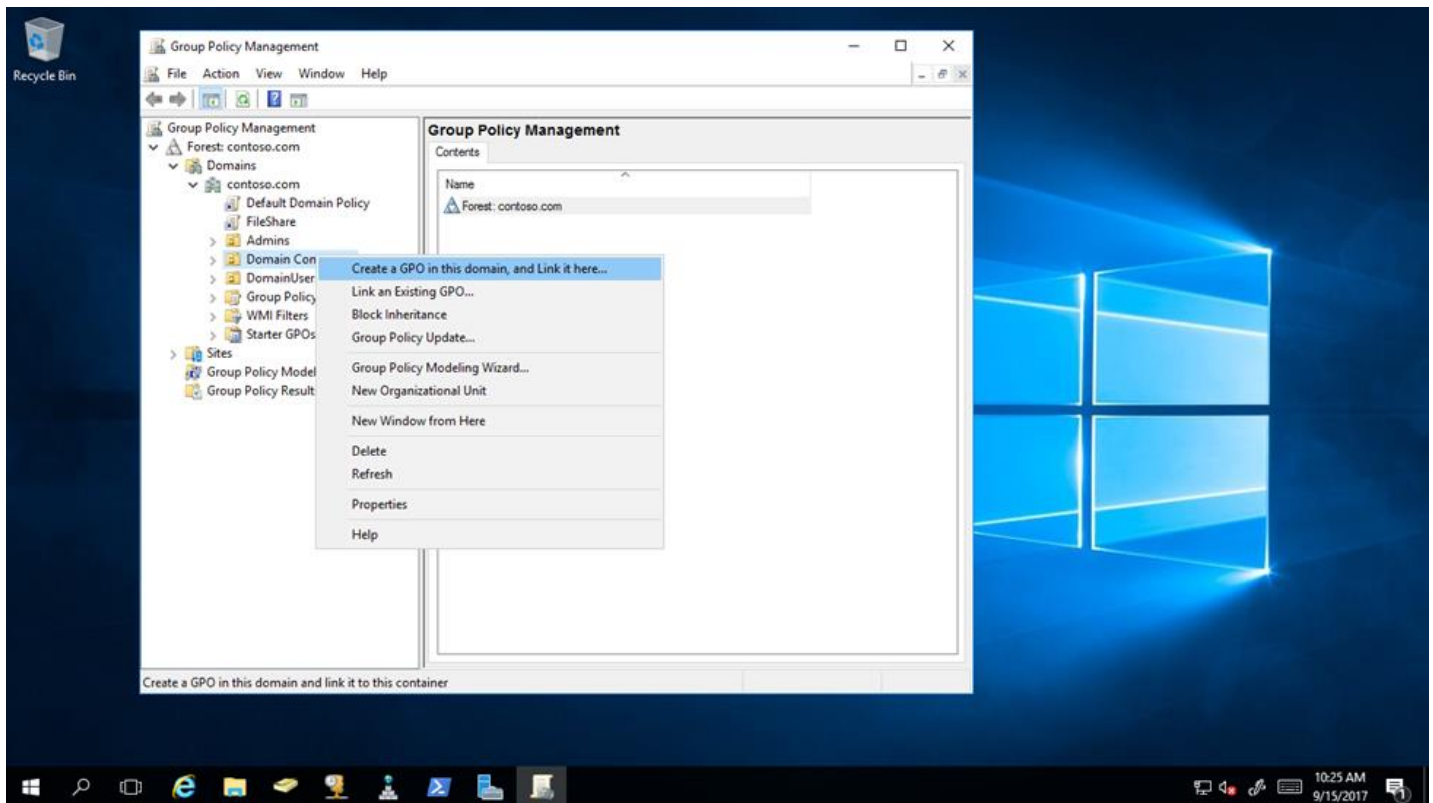 Recycle Bin
Group Policy Management
File Action View Window Help
Group Policy Management
Forest: contoso.com
Domains
contoso.com
Default Domain Policy
FileShare
Admins
Domain Con
DomainUser
Group Policy
WMI Filters
Starter GPOs
Sites
Group Policy Model
Group Policy Result
Group Policy Management
Contents
Name
Forest: contoso.com
Create a GPO in this domain, and Link it here...
Link an Existing GPO...
Block Inheritance
Group Policy Update...
Group Policy Modeling Wizard...
New Organizational Unit
New Window from Here
Delete
Refresh
Properties
Help
Create a GPO in this domain and link it to this container
10:25 AM
9/15/2017
1